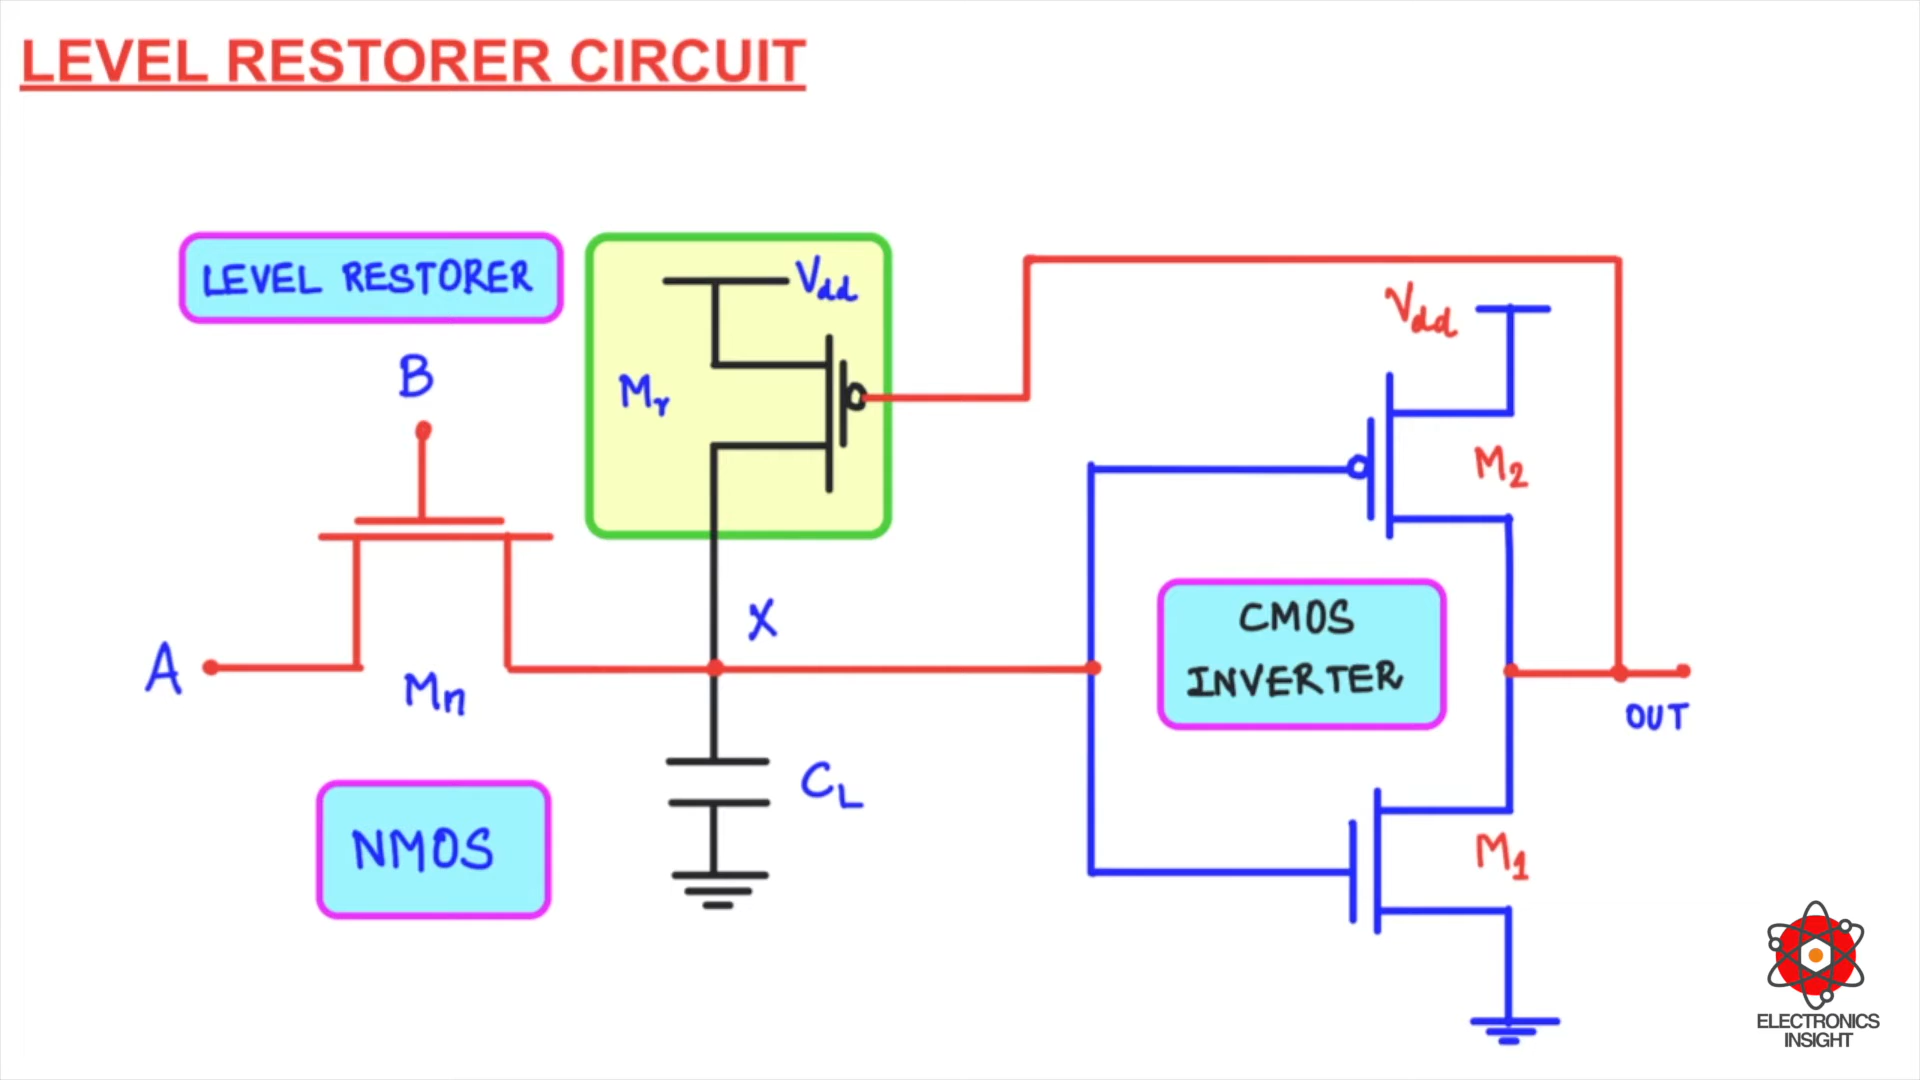 LEVEL RESTORER CIRCUIT
LEVEL RESTORER
Vdd
Vdd
B
Mr
M2
X
CMOS
INVERTER
A
Mn
OUT
CL
NMOS
M1
ELECTRONICS
INSIGHT